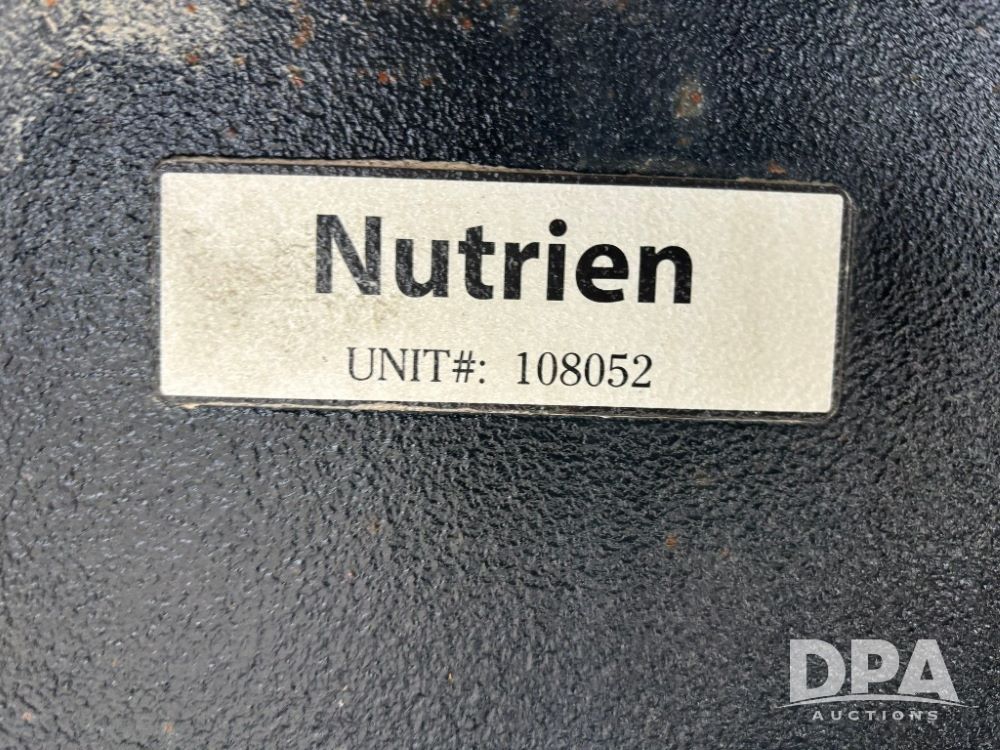 Nutrien
UNIT#: 108052
DPA
AUCTIONS